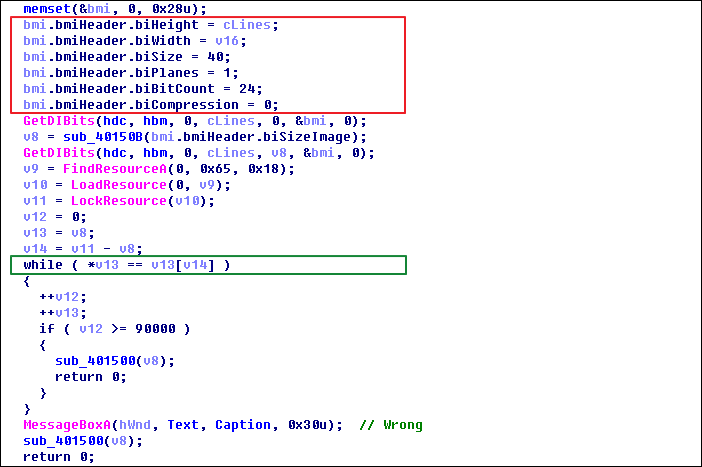 memset(&bmi, 0, 0x28u);
bmi.bmiHeader.biHeight = cLines;
bmi.bmiHeader.biWidth = v16;
bmi.bmiHeader.biSize = 40;
bmi.bmiHeader.biPlanes = 1;
bmi.bmiHeader.biBitCount = 24;
bmi.bmiHeader.biCompression = 0;
GetDIBits(hdc, hbm, 0, cLines, 0, &bmi, 0);
v8 = sub_40150B(bmi.bmiHeader.biSizeImage);
GetDIBits(hdc, hbm, 0, cLines, v8, &bmi, 0);
v9 = FindResourceA(0, 0x65, 0x18);
v10 = LoadResource(0, v9);
v11 = LockResource(v10);
v12 = 0;
v13 = v8;
v14 = v11 - v8;
while ( *v13 == v13[v14] )
{
++v12;
++v13;
if ( v12 >= 90000 )
{
sub_401500(v8);
return 0;
}
}
MessageBoxA(hWnd, Text, Caption, 0x30u);  // Wrong
sub_401500(v8);
return 0;